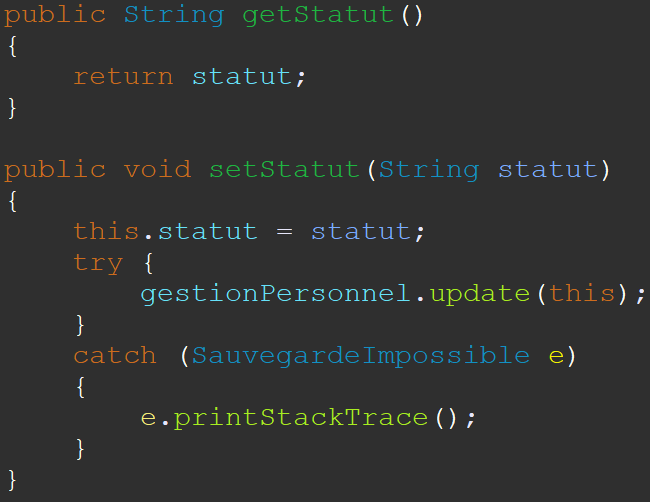 public String getStatut()
{
    return statut;
}

public void setStatut(String statut)
{
    this.statut = statut;
    try {
        gestionPersonnel.update(this);
    }
    catch (SauvegardeImpossible e)
    {
        e.printStackTrace();
    }
}